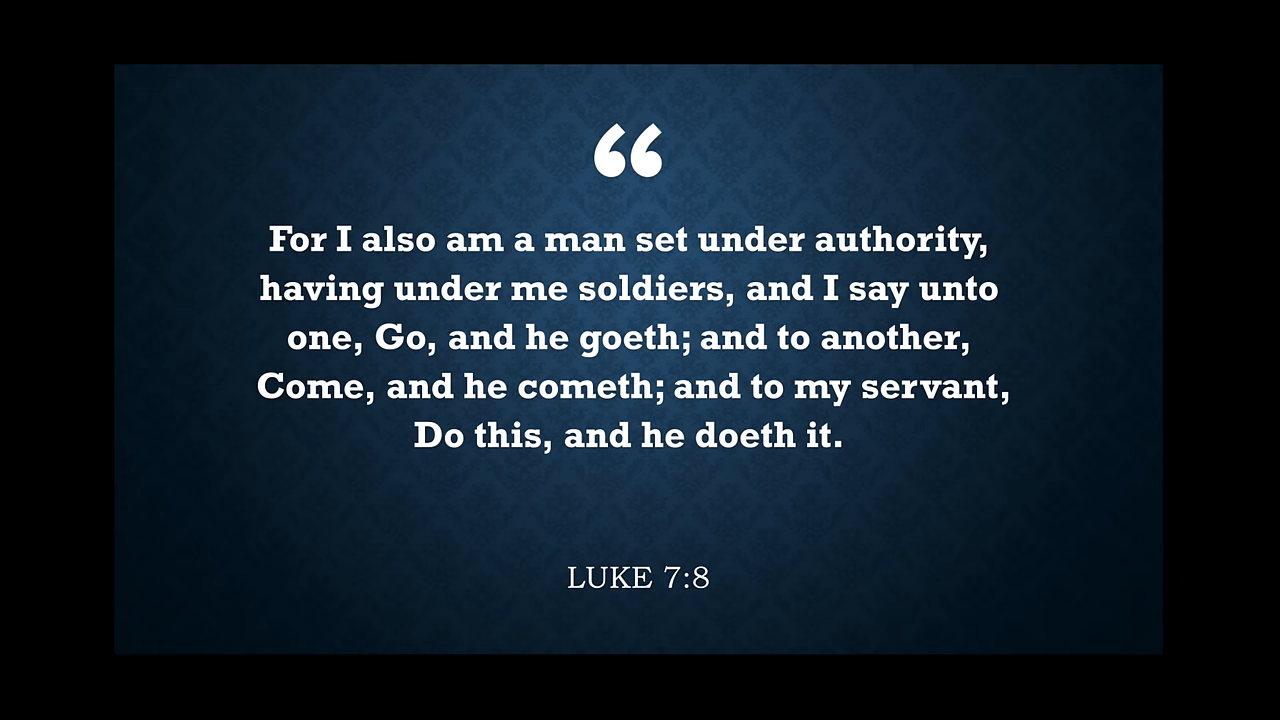 “
For I also am a man set under authority,
having under me soldiers, and I say unto
one, Go, and he goeth; and to another,
Come, and he cometh; and to my servant,
Do this, and he doeth it.
LUKE 7:8